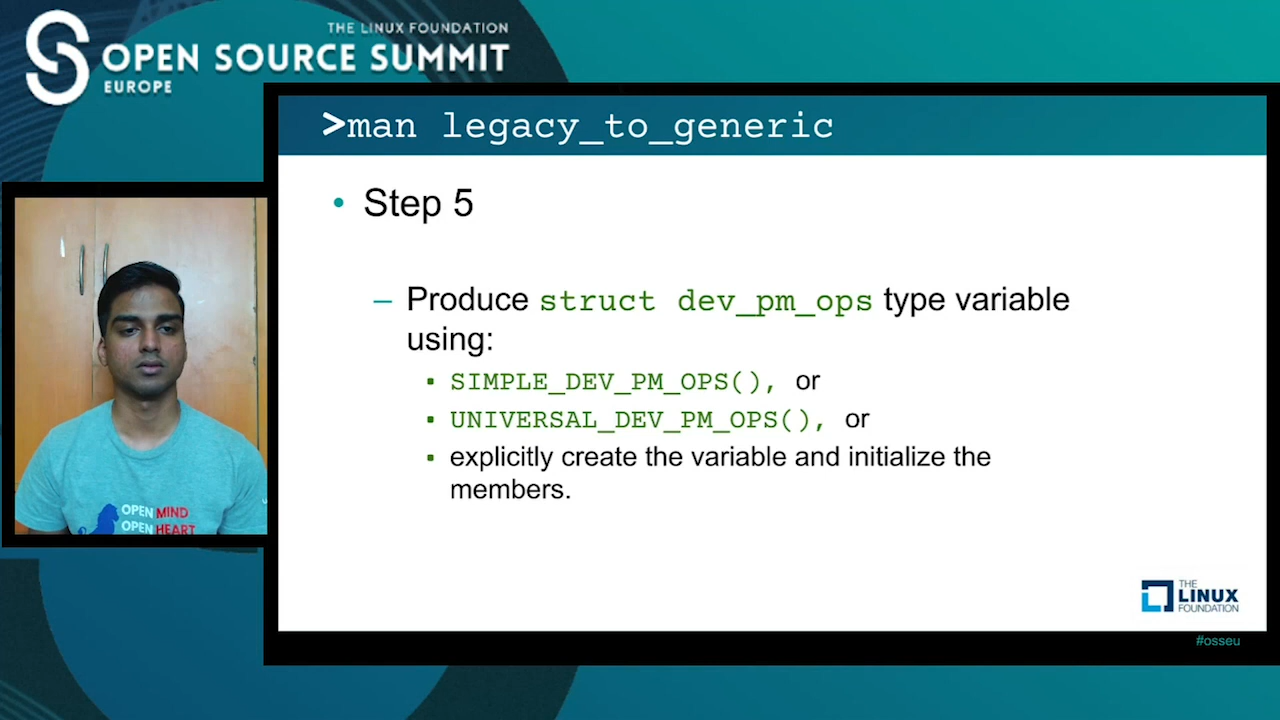 THE LINUX FOUNDATION
OPEN SOURCE SUMMIT
EUROPE
>man legacy_to_generic
• Step 5
– Produce struct dev_pm_ops type variable
using:
▪ SIMPLE_DEV_PM_OPS(), or
▪ UNIVERSAL_DEV_PM_OPS(), or
▪ explicitly create the variable and initialize the
members.
OPEN MIND
OPEN HEART
THE
LINUX
FOUNDATION
#osseu